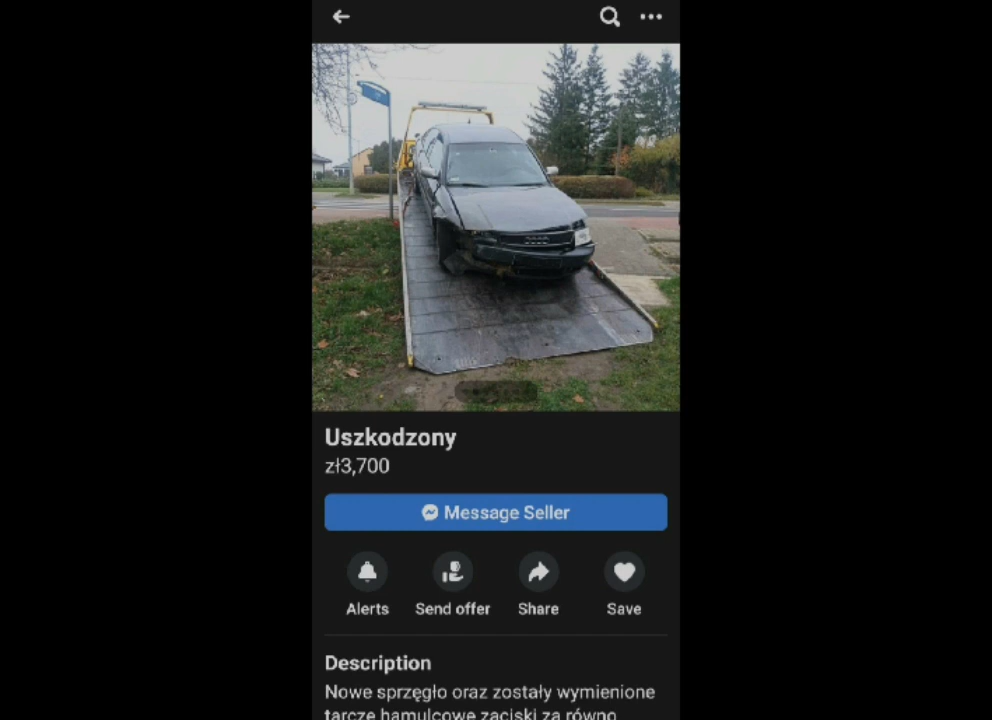 Uszkodzony
zł3,700
Message Seller
Alerts
Send offer
Share
Save
Description
Nowe sprzęgło oraz zostały wymienione
tarcze hamulcowe zaciski za równo